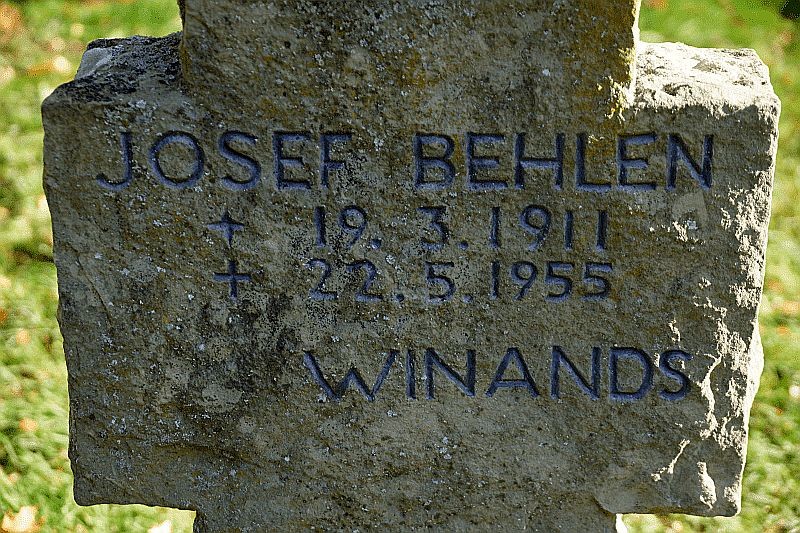 JOSEF BEHLEN
+ 19. 3. 1911
+ 22. 5. 1955
WINANDS